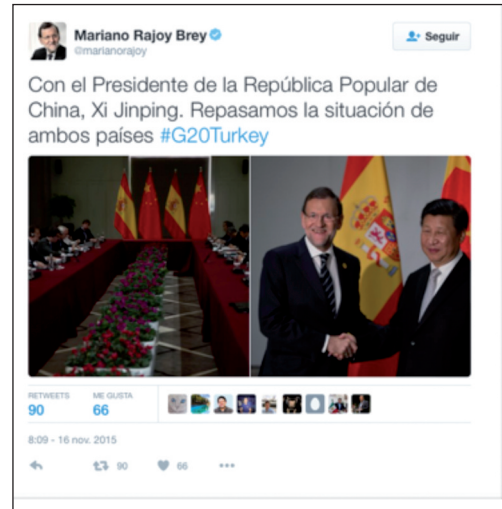 Mariano Rajoy Brey
@marianorajoy
Seguir
Con el Presidente de la República Popular de
China, Xi Jinping. Repasamos la situación de
ambos países #G20Turkey
RETWEETS
90
ME GUSTA
66
8:09 - 16 nov. 2015
90
66